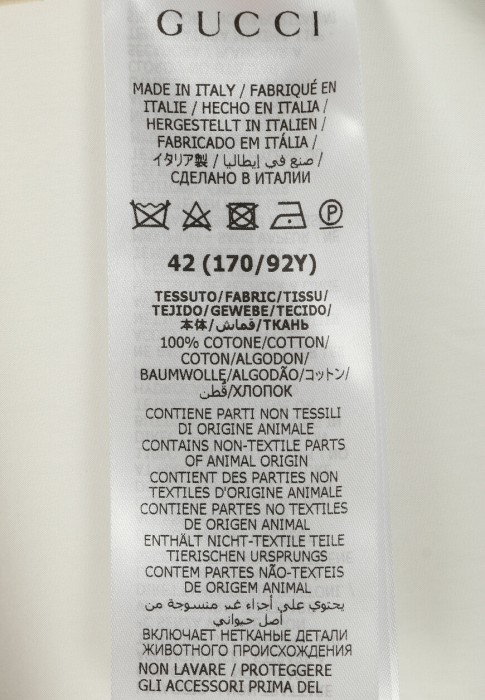 GUCCI
MADE IN ITALY / FABRIQUÉ EN
ITALIE / HECHO EN ITALIA /
HERGESTELLT IN ITALIEN /
FABRICADO EM ITÁLIA /
イタリア製 / صنع في إيطاليا /
СДЕЛАНО В ИТАЛИИ
P
42 (170/92Y)
TESSUTO/FABRIC/TISSU/
TEJIDO/GEWEBE/TECIDO/
本体/قماش/ТКАНЬ
100% COTONE/COTTON/
COTON/ALGODON/
BAUMWOLLE/ALGODÃO/コットン/
قطن/ХЛОПОК
CONTIENE PARTI NON TESSILI
DI ORIGINE ANIMALE
CONTAINS NON-TEXTILE PARTS
OF ANIMAL ORIGIN
CONTIENT DES PARTIES NON
TEXTILES D'ORIGINE ANIMALE
CONTIENE PARTES NO TEXTILES
DE ORIGEN ANIMAL
ENTHÄLT NICHT-TEXTILE TEILE
TIERISCHEN URSPRUNGS
CONTEM PARTES NÃO-TEXTEIS
DE ORIGEM ANIMAL
يحتوي على أجزاء غير منسوجة من
أصل حيواني
ВКЛЮЧАЕТ НЕТКАНЫЕ ДЕТАЛИ
ЖИВОТНОГО ПРОИСХОЖДЕНИЯ
NON LAVARE / PROTEGGERE
GLI ACCESSORI PRIMA DEL